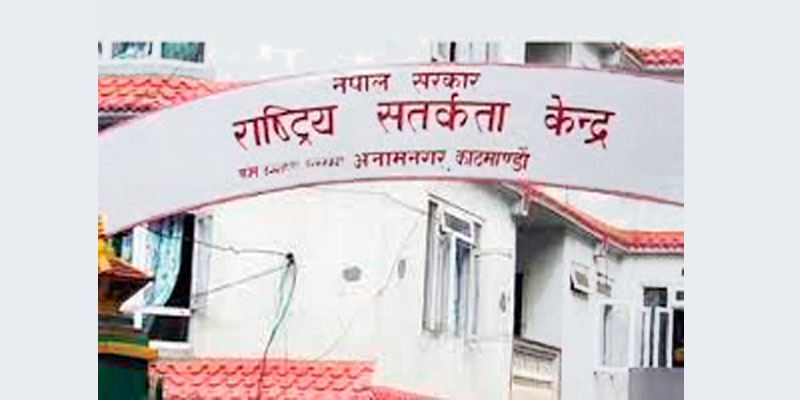 नेपाल सरकार
राष्ट्रिय सतर्कता केन्द्र
अनामनगर, काठमाण्डौं